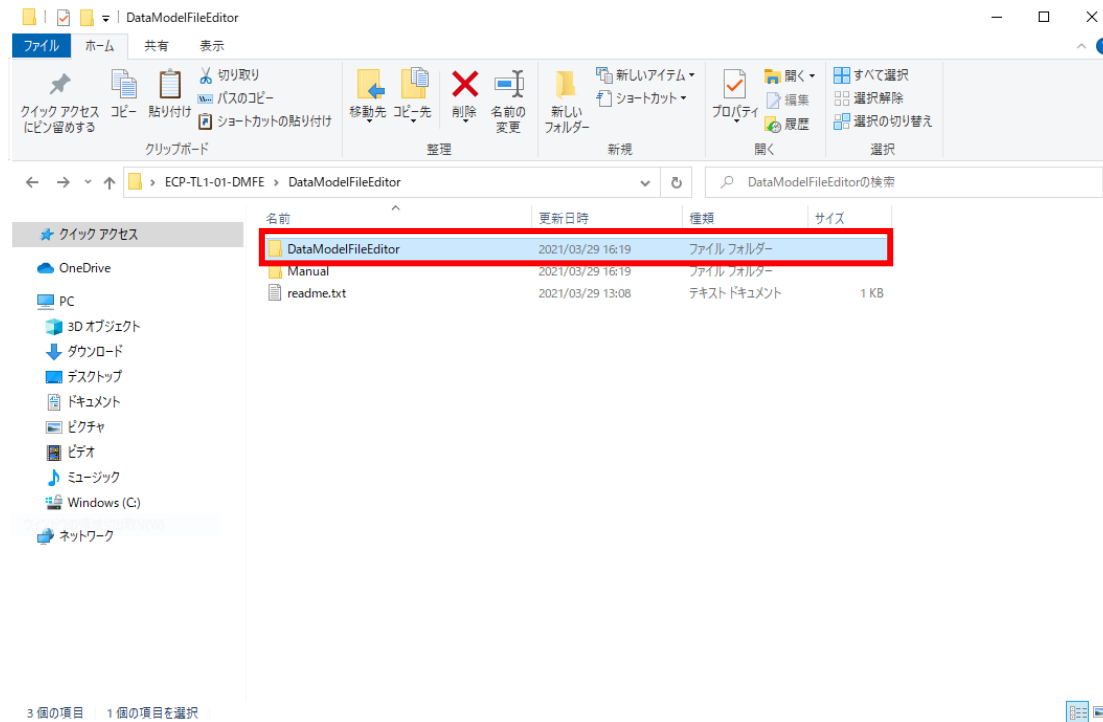 DataModelFileEditor
ファイル ホーム 共有 表示
クイック アクセス
にピン留めする
コピー
貼り付け
切り取り
パスのコピー
ショートカットの貼り付け
クリップボード
移動先
コピー先
削除
名前の
変更
整理
新しい
フォルダー
新しいアイテム
ショートカット
新規
プロパティ
開く
編集
履歴
開く
すべて選択
選択解除
選択の切り替え
選択
ECP-TL1-01-DMFE › DataModelFileEditor
DataModelFileEditorの検索
クイック アクセス
OneDrive
PC
3D オブジェクト
ダウンロード
デスクトップ
ドキュメント
ピクチャ
ビデオ
ミュージック
Windows (C:)
ネットワーク
名前 更新日時 種類 サイズ
DataModelFileEditor 2021/03/29 16:19 ファイル フォルダー
Manual 2021/03/29 16:19 ファイル フォルダー
readme.txt 2021/03/29 13:08 テキスト ドキュメント 1 KB
3 個の項目 1 個の項目を選択